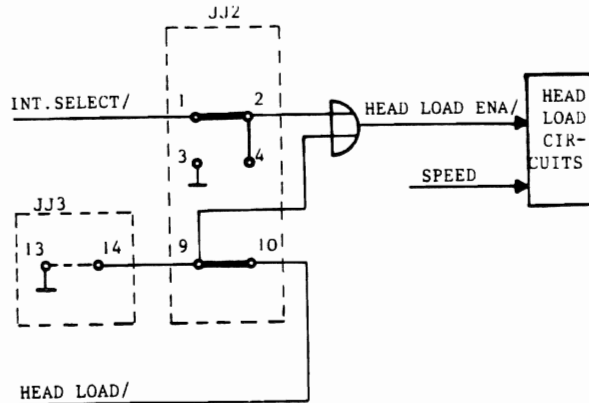 JJ2
INT.SELECT/
1
2
HEAD LOAD ENA/
HEAD
LOAD
CIR-
CUITS
3
4
SPEED
JJ3
13
14
9
10
HEAD LOAD/